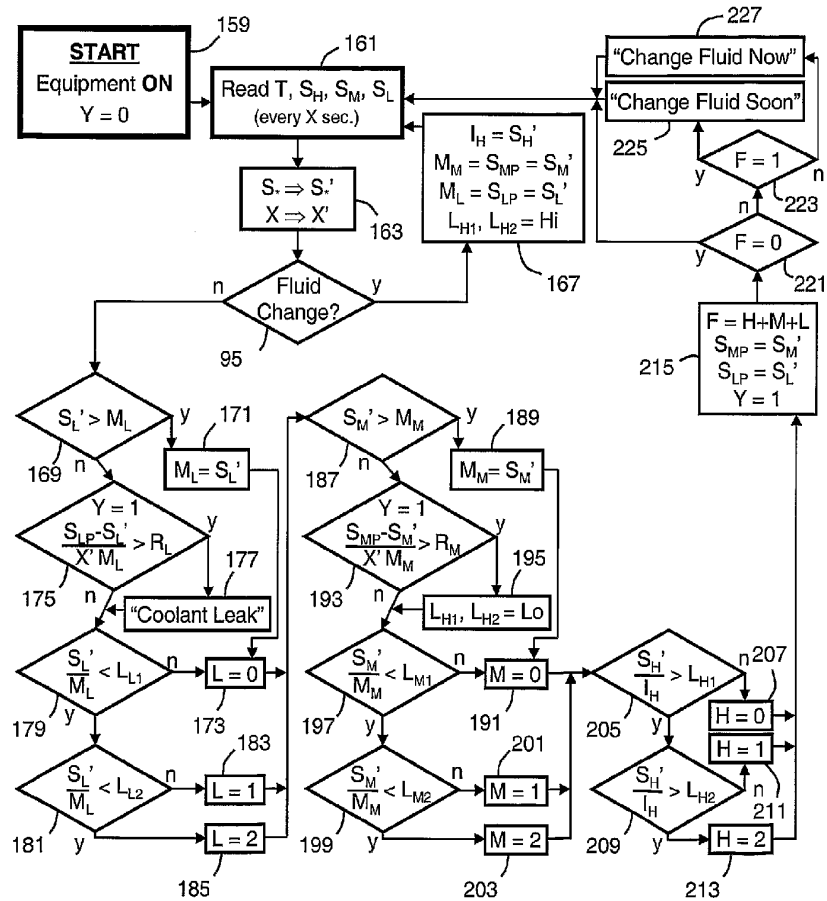 159
START
Equipment ON
Y = 0
161
Read T, S_H, S_M, S_L
(every X sec.)
S_* ⇒ S_*'
X ⇒ X'
163
I_H = S_H'
M_M = S_MP = S_M'
M_L = S_LP = S_L'
L_H1, L_H2 = Hi
167
n
Fluid
Change?
y
95
227
"Change Fluid Now"
"Change Fluid Soon"
225
F = 1
y
n
223
n
F = 0
y
221
F = H+M+L
S_MP = S_M'
S_LP = S_L'
Y = 1
215
S_L' > M_L
y
n
169
171
M_L = S_L'
Y = 1
(S_LP-S_L')/(X' M_L) > R_L
y
n
175
177
"Coolant Leak"
S_L'/M_L < L_L1
n
y
179
L = 0
173
S_L'/M_L < L_L2
n
y
181
183
L = 1
L = 2
185
S_M' > M_M
y
n
187
189
M_M = S_M'
Y = 1
(S_MP-S_M')/(X' M_M) > R_M
y
n
193
195
L_H1, L_H2 = Lo
S_M'/M_M < L_M1
n
y
197
M = 0
191
S_M'/M_M < L_M2
n
y
199
201
M = 1
M = 2
203
S_H'/I_H > L_H1
n
y
205
207
H = 0
H = 1
211
S_H'/I_H > L_H2
n
y
209
H = 2
213